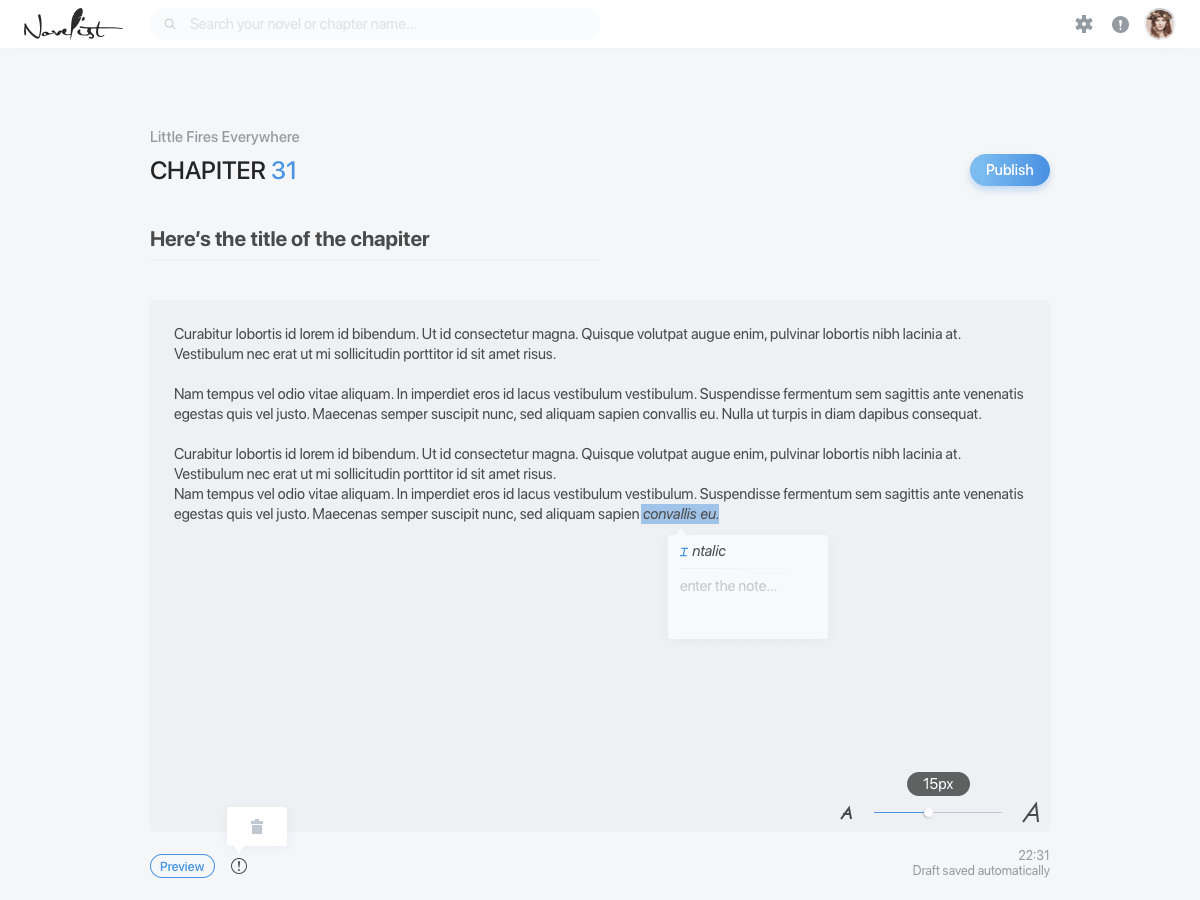 Novelist
Search your novel or chapter name...
Little Fires Everywhere
CHAPITER 31
Publish
Here's the title of the chapiter
Curabitur lobortis id lorem id bibendum. Ut id consectetur magna. Quisque volutpat augue enim, pulvinar lobortis nibh lacinia at.
Vestibulum nec erat ut mi sollicitudin porttitor id sit amet risus.
Nam tempus vel odio vitae aliquam. In imperdiet eros id lacus vestibulum vestibulum. Suspendisse fermentum sem sagittis ante venenatis
egestas quis vel justo. Maecenas semper suscipit nunc, sed aliquam sapien convallis eu. Nulla ut turpis in diam dapibus consequat.
Curabitur lobortis id lorem id bibendum. Ut id consectetur magna. Quisque volutpat augue enim, pulvinar lobortis nibh lacinia at.
Vestibulum nec erat ut mi sollicitudin porttitor id sit amet risus.
Nam tempus vel odio vitae aliquam. In imperdiet eros id lacus vestibulum vestibulum. Suspendisse fermentum sem sagittis ante venenatis
egestas quis vel justo. Maecenas semper suscipit nunc, sed aliquam sapien convallis eu.
I ntalic
enter the note...
15px
A A
Preview
22:31
Draft saved automatically